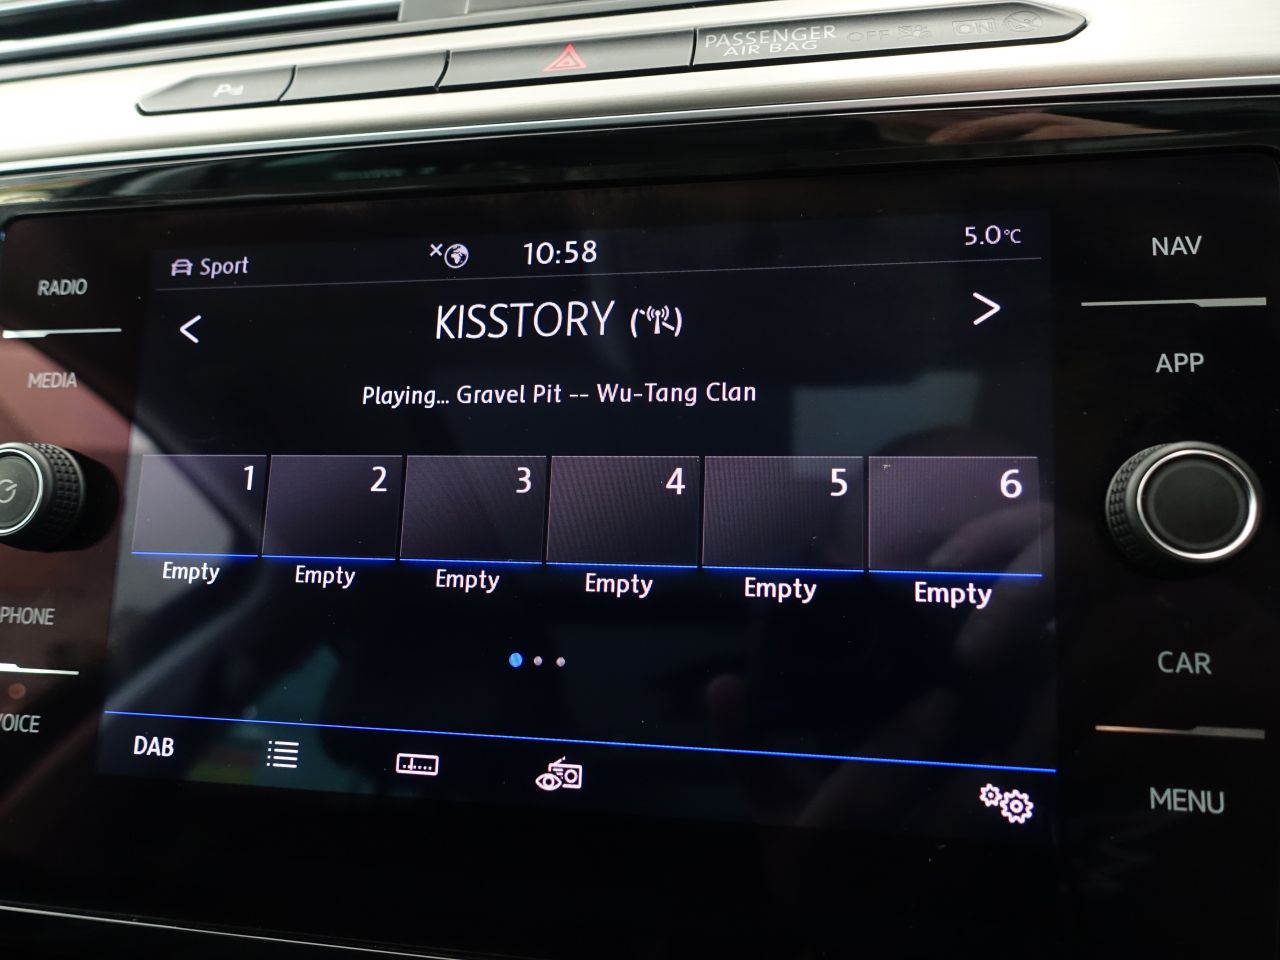 P
PASSENGER
AIR BAG
OFF
ON
RADIO
MEDIA
PHONE
VOICE
Sport
10:58
5.0°C
< KISSTORY >
Playing... Gravel Pit -- Wu-Tang Clan
1 2 3 4 5 6
Empty Empty Empty Empty Empty Empty
DAB
NAV
APP
CAR
MENU